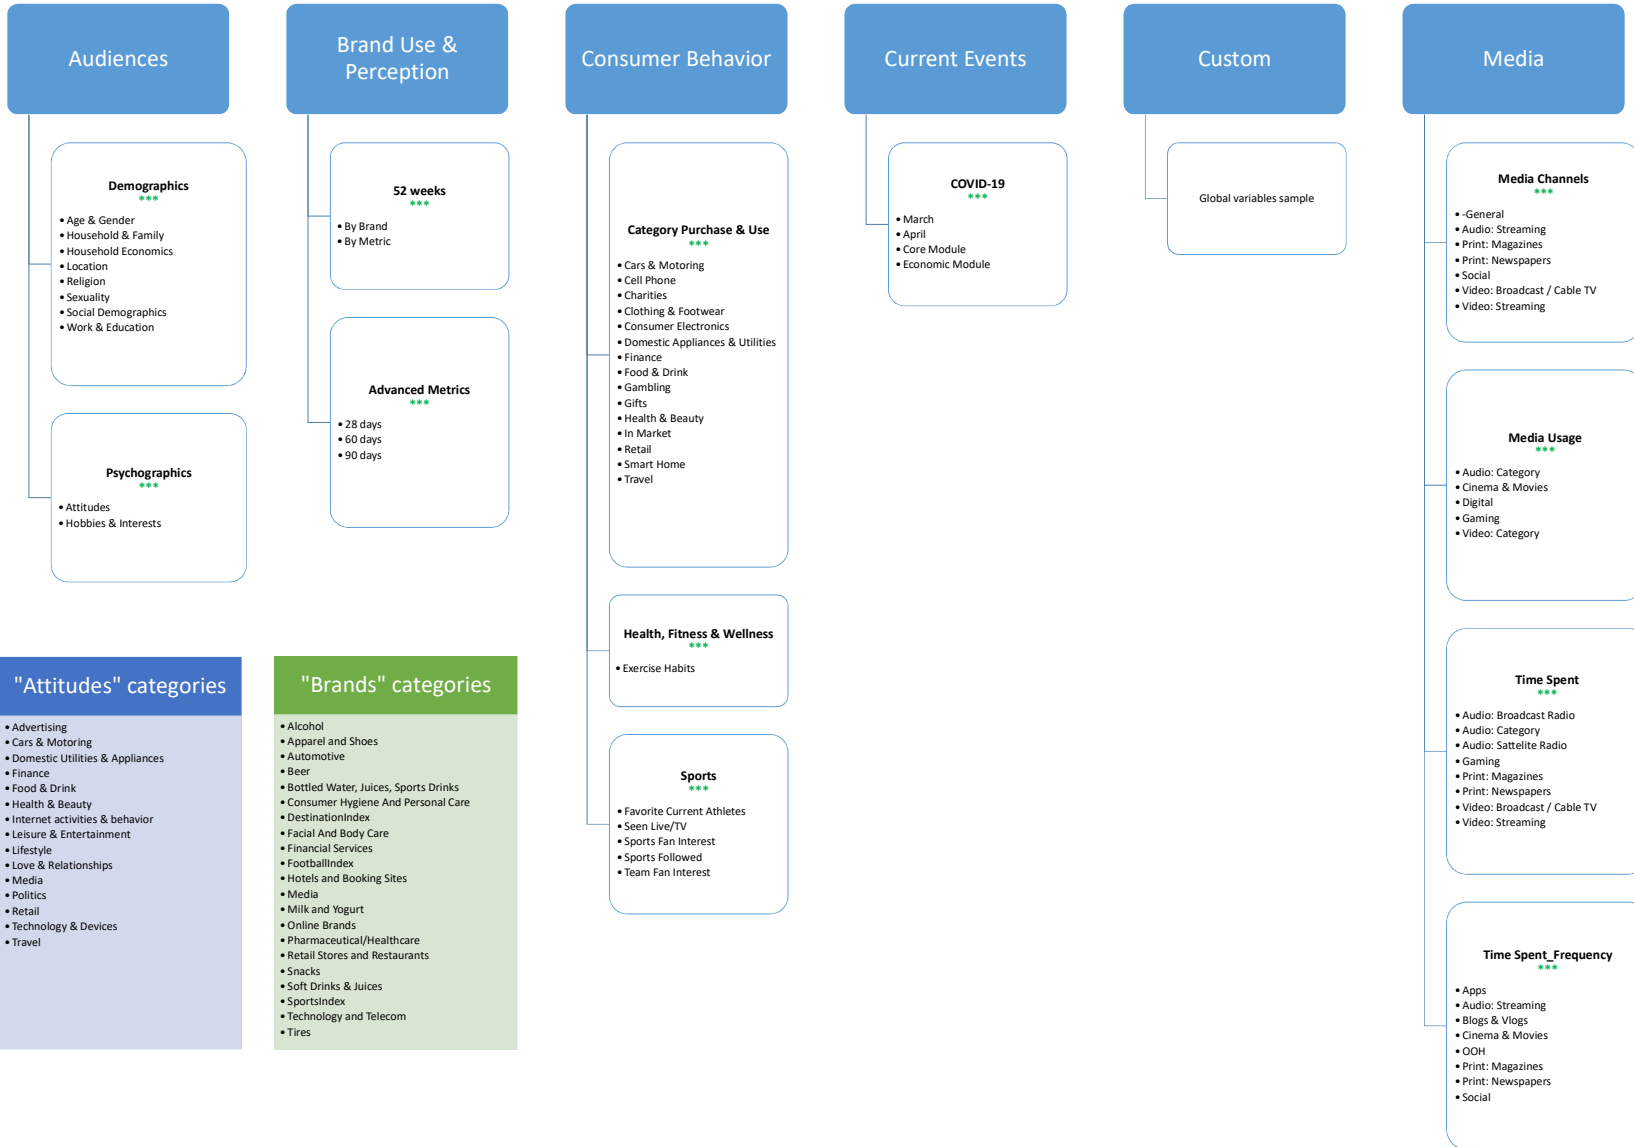 Audiences
Demographics
***
• Age & Gender
• Household & Family
• Household Economics
• Location
• Religion
• Sexuality
• Social Demographics
• Work & Education
Psychographics
***
• Attitudes
• Hobbies & Interests
Brand Use &
Perception
52 weeks
***
• By Brand
• By Metric
Advanced Metrics
***
• 28 days
• 60 days
• 90 days
Consumer Behavior
Category Purchase & Use
***
• Cars & Motoring
• Cell Phone
• Charities
• Clothing & Footwear
• Consumer Electronics
• Domestic Appliances & Utilities
• Finance
• Food & Drink
• Gambling
• Gifts
• Health & Beauty
• In Market
• Retail
• Smart Home
• Travel
Health, Fitness & Wellness
***
• Exercise Habits
Sports
***
• Favorite Current Athletes
• Seen Live/TV
• Sports Fan Interest
• Sports Followed
• Team Fan Interest
Current Events
COVID-19
***
• March
• April
• Core Module
• Economic Module
Custom
Global variables sample
Media
Media Channels
***
• -General
• Audio: Streaming
• Print: Magazines
• Print: Newspapers
• Social
• Video: Broadcast / Cable TV
• Video: Streaming
Media Usage
***
• Audio: Category
• Cinema & Movies
• Digital
• Gaming
• Video: Category
Time Spent
***
• Audio: Broadcast Radio
• Audio: Category
• Audio: Sattelite Radio
• Gaming
• Print: Magazines
• Print: Newspapers
• Video: Broadcast / Cable TV
• Video: Streaming
Time Spent_Frequency
***
• Apps
• Audio: Streaming
• Blogs & Vlogs
• Cinema & Movies
• OOH
• Print: Magazines
• Print: Newspapers
• Social
"Attitudes" categories
• Advertising
• Cars & Motoring
• Domestic Utilities & Appliances
• Finance
• Food & Drink
• Health & Beauty
• Internet activities & behavior
• Leisure & Entertainment
• Lifestyle
• Love & Relationships
• Media
• Politics
• Retail
• Technology & Devices
• Travel
"Brands" categories
• Alcohol
• Apparel and Shoes
• Automotive
• Beer
• Bottled Water, Juices, Sports Drinks
• Consumer Hygiene And Personal Care
• DestinationIndex
• Facial And Body Care
• Financial Services
• FootballIndex
• Hotels and Booking Sites
• Media
• Milk and Yogurt
• Online Brands
• Pharmaceutical/Healthcare
• Retail Stores and Restaurants
• Snacks
• Soft Drinks & Juices
• SportsIndex
• Technology and Telecom
• Tires